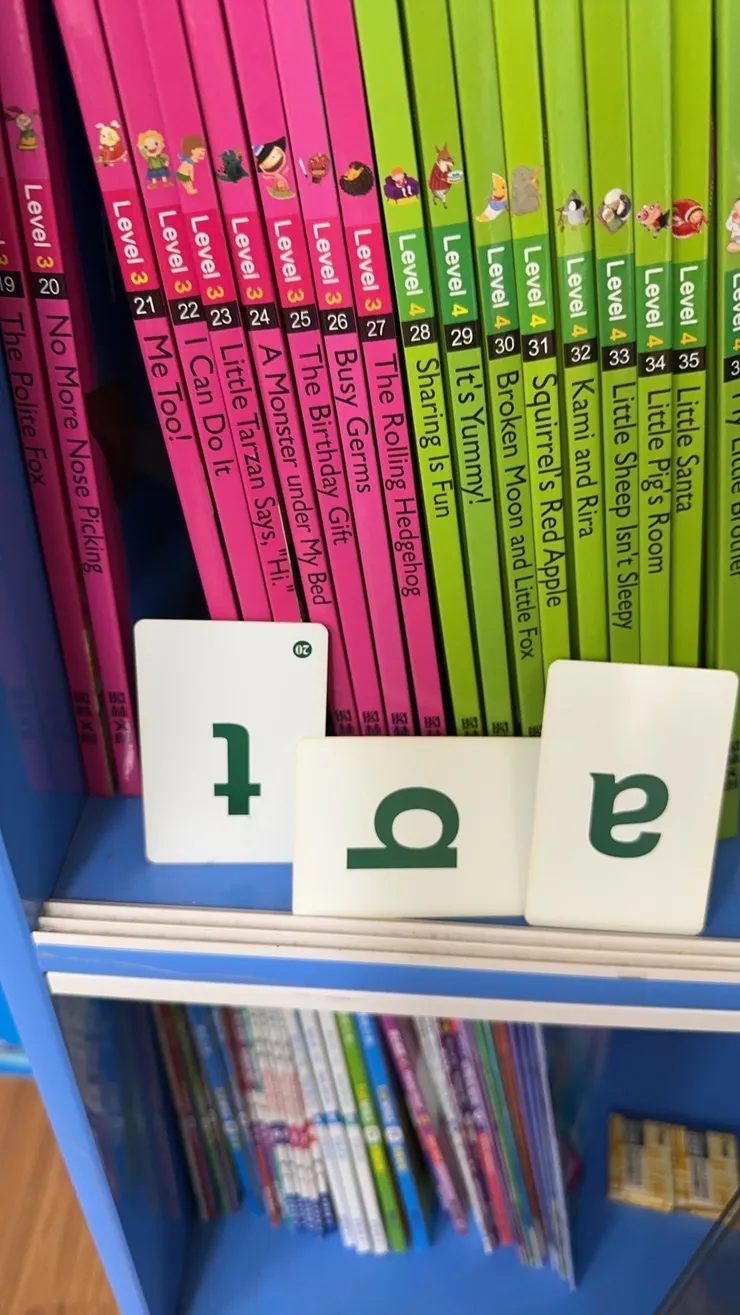 19 The Polite Fox
Level 3 20 No More Nose Picking
Level 3 21 Me Too!
Level 3 22 I Can Do It
Level 3 23 Little Tarzan Says, "Hi."
Level 3 24 A Monster under My Bed
Level 3 25 The Birthday Gift
Level 3 26 Busy Germs
Level 3 27 The Rolling Hedgehog
Level 4 28 Sharing Is Fun
Level 4 29 It's Yummy!
Level 4 30 Broken Moon and Little Fox
Level 4 31 Squirrel's Red Apple
Level 4 32 Kami and Rira
Level 4 33 Little Sheep Isn't Sleepy
Level 4 34 Little Pig's Room
Level 4 35 Little Santa
Level 4 Little Brother
20
t
a